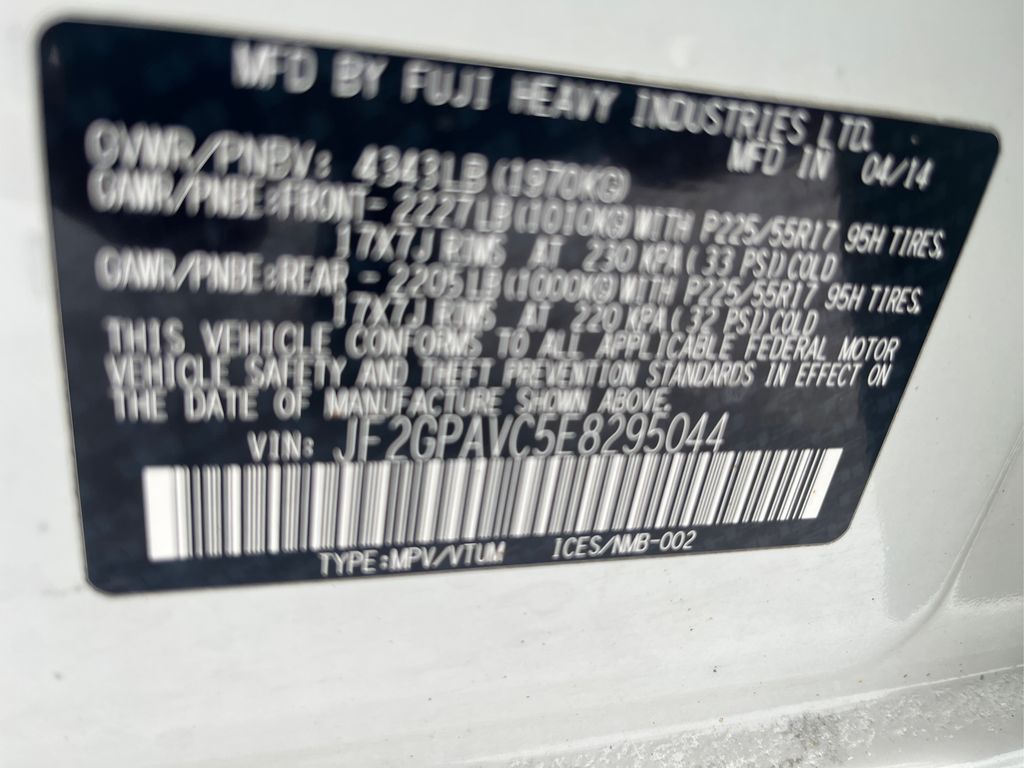 MFD BY FUJI HEAVY INDUSTRIES LTD.
MFD IN 04/14
GVWR/PNBV: 4343LB (1970KG)
GAWR/PNBE:FRONT- 2227LB (1010KG) WITH P225/55R17 95H TIRES,
17X7J RIMS AT 230 KPA( 33 PSI) COLD
GAWR/PNBE:REAR - 2205LB (1000KG) WITH P225/55R17 95H TIRES,
17X7J RIMS AT 220 KPA( 32 PSI) COLD
THIS VEHICLE CONFORMS TO ALL APPLICABLE FEDERAL MOTOR
VEHICLE SAFETY AND THEFT PREVENTION STANDARDS IN EFFECT ON
THE DATE OF MANUFACTURE SHOWN ABOVE.
VIN: JF2GPAVC5E8295044
TYPE:MPV/VTUM ICES/NMB-002